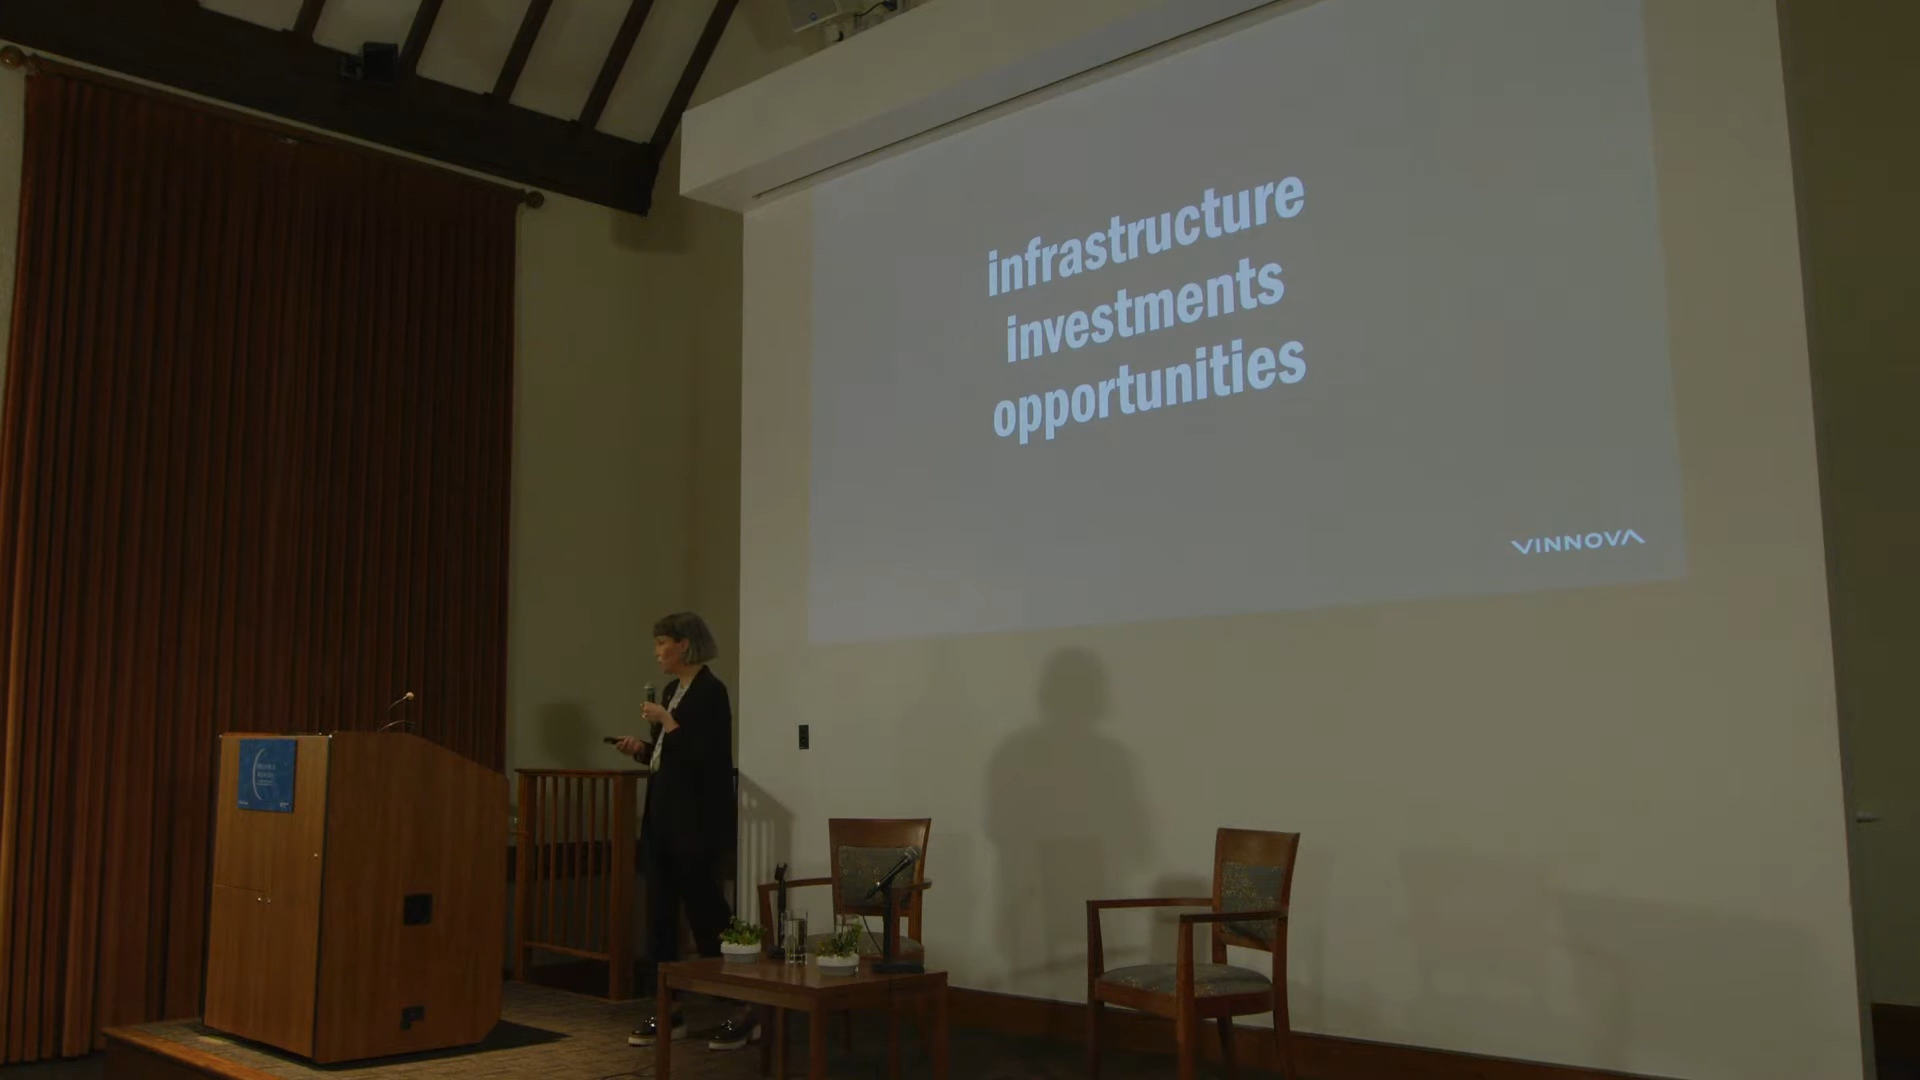 infrastructure
investments
opportunities
VINNOVA